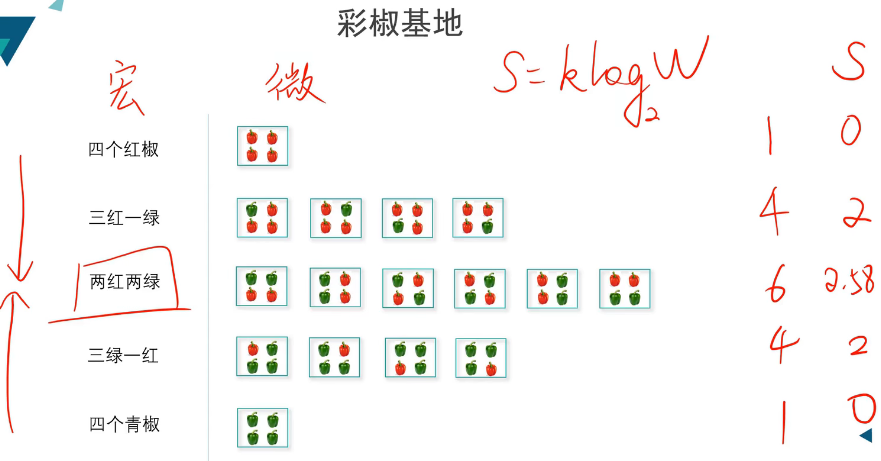 彩椒基地
宏 微 S=klog₂W S
四个红椒 1 0
三红一绿 4 2
两红两绿 6 2.58
三绿一红 4 2
四个青椒 1 0